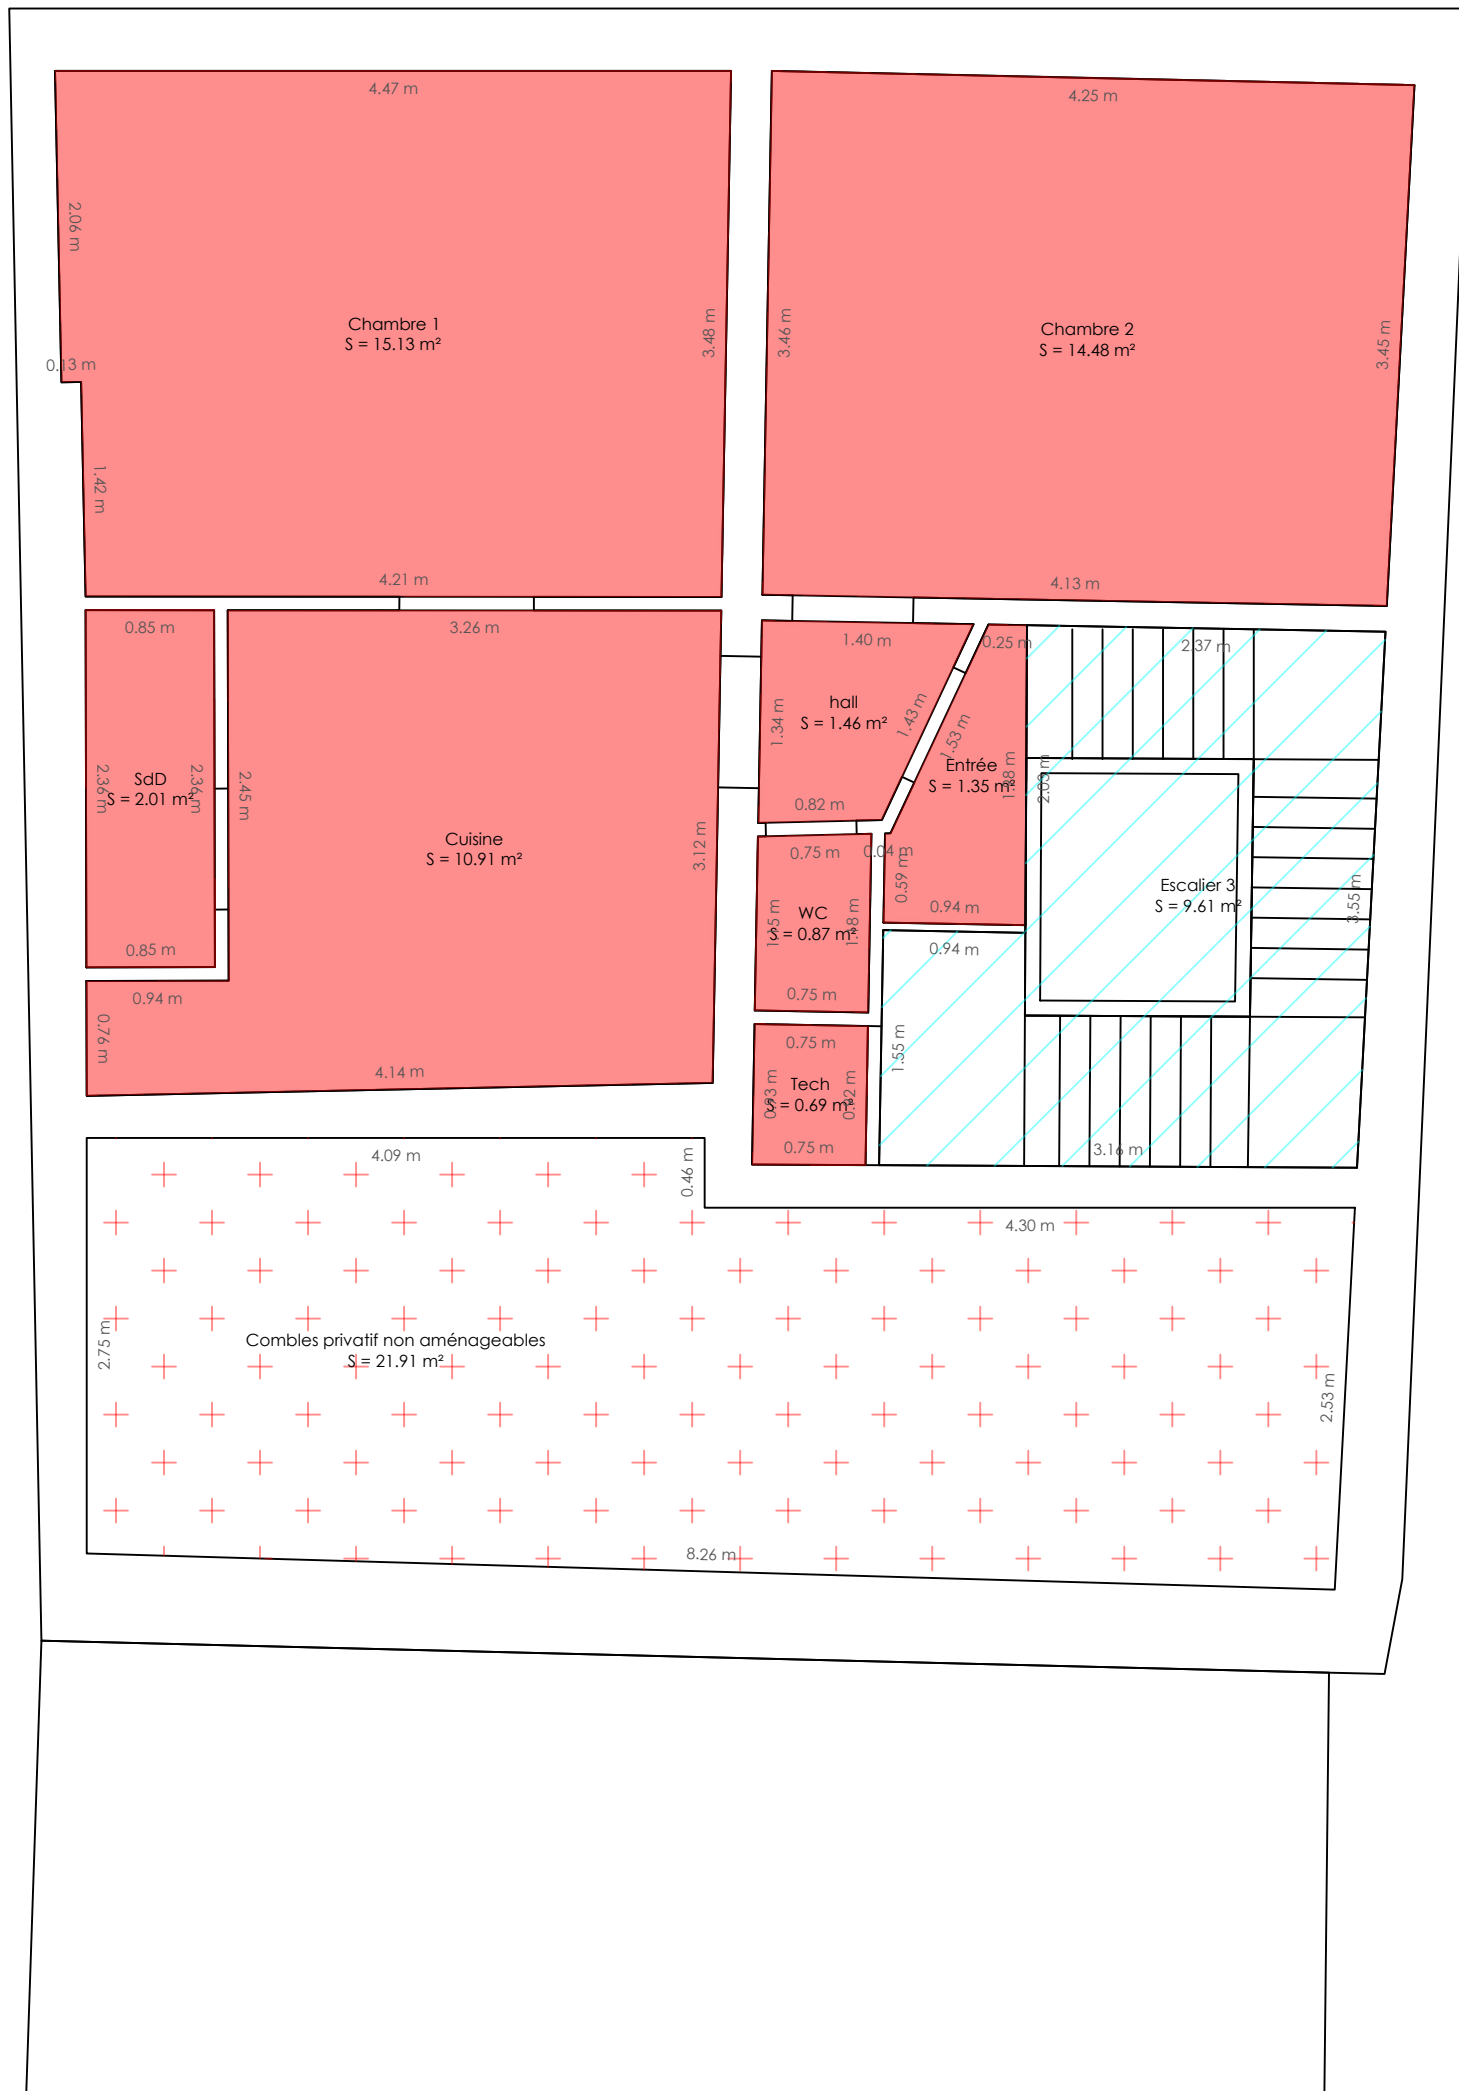 4.47 m
4.25 m
2.06 m
Chambre 1
S = 15.13 m²
3.48 m
3.46 m
Chambre 2
S = 14.48 m²
3.45 m
0.13 m
1.42 m
4.21 m
4.13 m
0.85 m
3.26 m
1.40 m
0.25 m
2.37 m
hall
S = 1.46 m²
1.34 m
1.43 m
1.53 m
Entrée
S = 1.35 m²
2.03 m
2.36 m
SdD
S = 2.01 m²
2.36 m
2.45 m
0.82 m
Cuisine
S = 10.91 m²
3.12 m
0.75 m
0.04 m
0.59 m
0.94 m
Escalier 3
S = 9.61 m²
3.55 m
WC
S = 0.87 m²
0.85 m
0.94 m
0.94 m
0.75 m
0.76 m
4.14 m
0.75 m
1.55 m
Tech
S = 0.69 m²
0.75 m
3.16 m
4.09 m
0.46 m
4.30 m
2.75 m
Combles privatif non aménageables
S = 21.91 m²
2.53 m
8.26 m